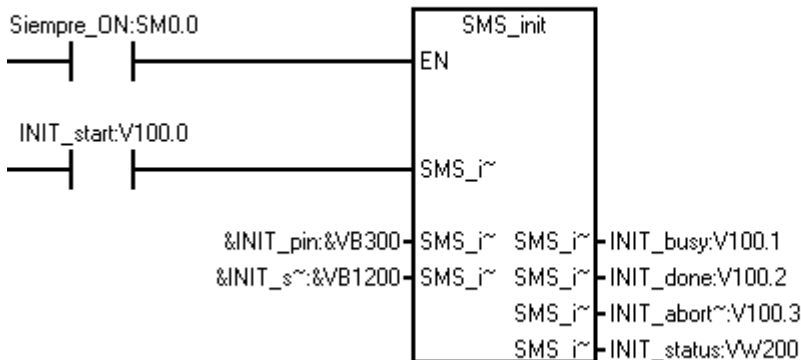 Siempre_ON:SM0.0 SMS_init
EN
INIT_start:V100.0
SMS_i~
&INIT_pin:&VB300 SMS_i~ SMS_i~ INIT_busy:V100.1
&INIT_s~:&VB1200 SMS_i~ SMS_i~ INIT_done:V100.2
SMS_i~ INIT_abort~:V100.3
SMS_i~ INIT_status:VW200